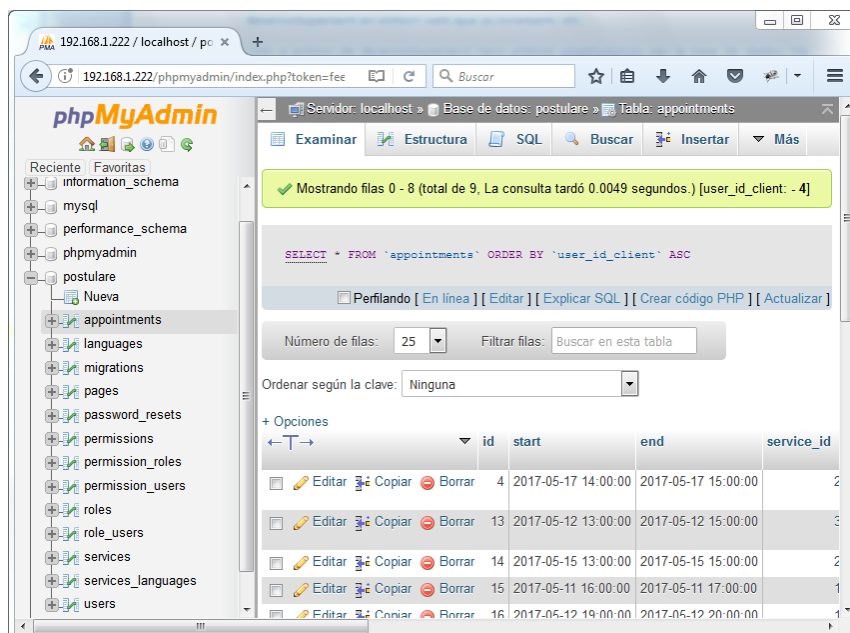 192.168.1.222 / localhost / po
192.168.1.222/phpmyadmin/index.php?token=fee
Buscar
phpMyAdmin
Reciente Favoritas
information_schema
mysql
performance_schema
phpmyadmin
postulare
Nueva
appointments
languages
migrations
pages
password_resets
permissions
permission_roles
permission_users
roles
role_users
services
services_languages
users
Servidor: localhost » Base de datos: postulare » Tabla: appointments
Examinar Estructura SQL Buscar Insertar Más
Mostrando filas 0 - 8 (total de 9, La consulta tardó 0.0049 segundos.) [user_id_client: - 4]
SELECT * FROM `appointments` ORDER BY `user_id_client` ASC
Perfilando [ En línea ] [ Editar ] [ Explicar SQL ] [ Crear código PHP ] [ Actualizar ]
Número de filas: 25 Filtrar filas: Buscar en esta tabla
Ordenar según la clave: Ninguna
+ Opciones
←T→ id start end service_id
Editar Copiar Borrar 4 2017-05-17 14:00:00 2017-05-17 15:00:00 2
Editar Copiar Borrar 13 2017-05-12 13:00:00 2017-05-12 15:00:00 3
Editar Copiar Borrar 14 2017-05-15 13:00:00 2017-05-15 15:00:00 2
Editar Copiar Borrar 15 2017-05-11 16:00:00 2017-05-11 17:00:00 1
Editar Copiar Borrar 16 2017-05-12 19:00:00 2017-05-12 20:00:00 1